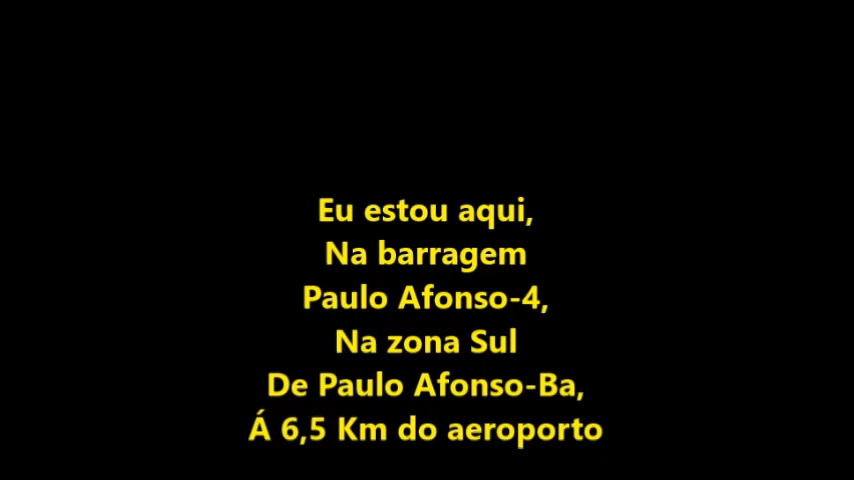 Eu estou aqui,
Na barragem
Paulo Afonso-4,
Na zona Sul
De Paulo Afonso-Ba,
Á 6,5 Km do aeroporto